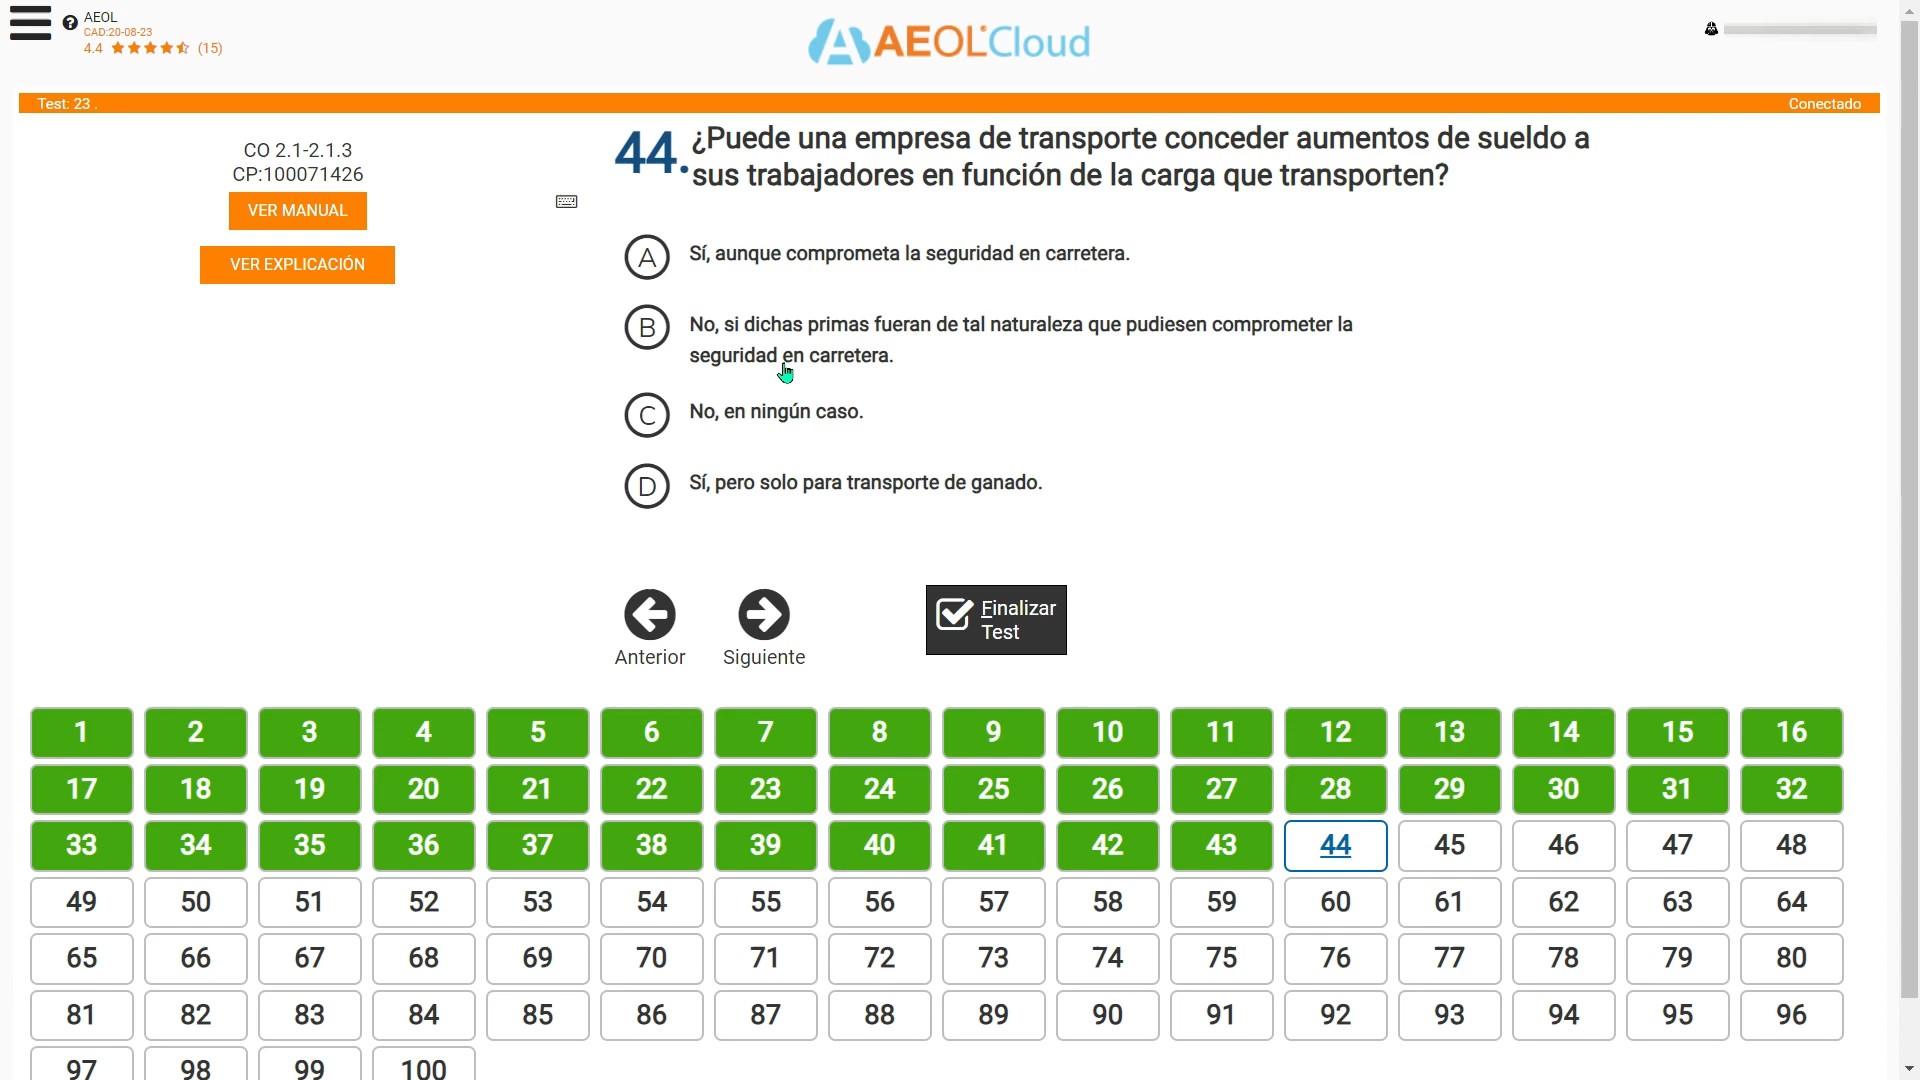 AEOL
CAD:20-08-23
4.4 (15)
AEOLCloud
Test: 23 .
Conectado
CO 2.1-2.1.3
CP:100071426
VER MANUAL
VER EXPLICACIÓN
44. ¿Puede una empresa de transporte conceder aumentos de sueldo a
sus trabajadores en función de la carga que transporten?
A Sí, aunque comprometa la seguridad en carretera.
B No, si dichas primas fueran de tal naturaleza que pudiesen comprometer la
seguridad en carretera.
C No, en ningún caso.
D Sí, pero solo para transporte de ganado.
Anterior
Siguiente
Finalizar
Test
1 2 3 4 5 6 7 8 9 10 11 12 13 14 15 16
17 18 19 20 21 22 23 24 25 26 27 28 29 30 31 32
33 34 35 36 37 38 39 40 41 42 43 44 45 46 47 48
49 50 51 52 53 54 55 56 57 58 59 60 61 62 63 64
65 66 67 68 69 70 71 72 73 74 75 76 77 78 79 80
81 82 83 84 85 86 87 88 89 90 91 92 93 94 95 96
97 98 99 100